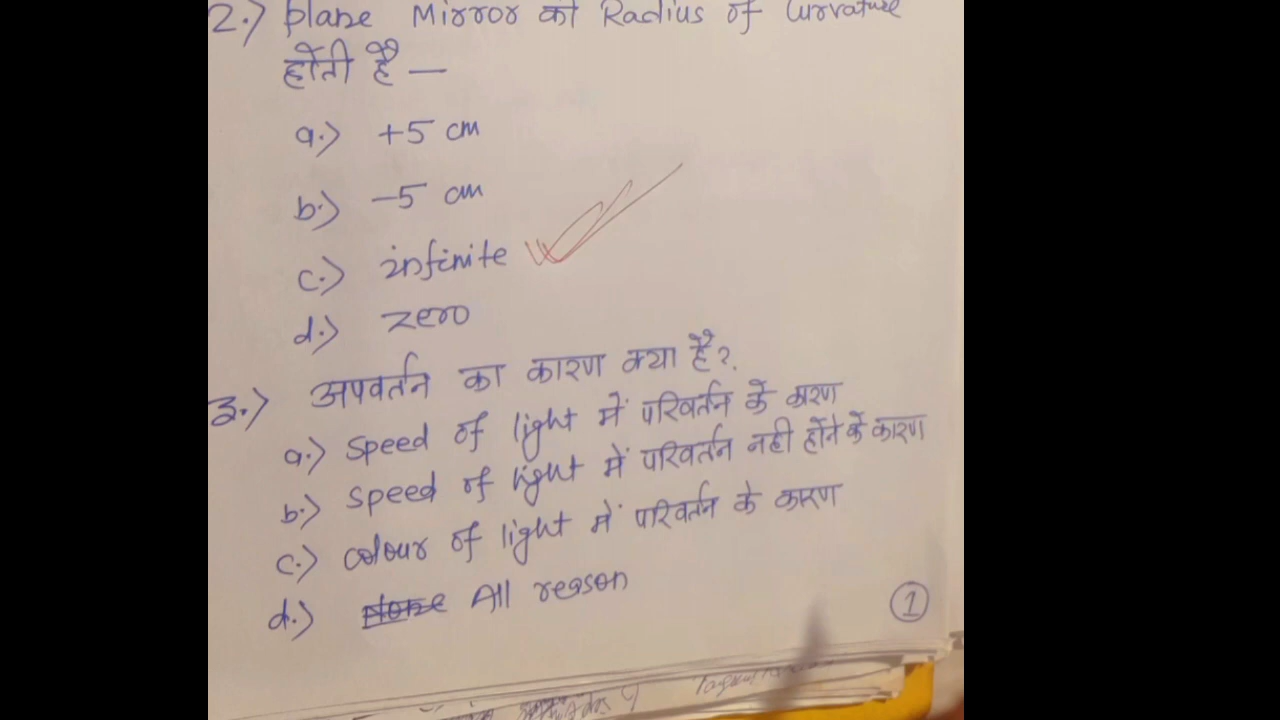 2.) plane Mirror की Radius of Curvature
होती है —
a.) +5 cm
b.) -5 cm
c.) infinite
d.) zero
3.) अपवर्तन का कारण क्या है?
a.) Speed of light में परिवर्तन के कारण
b.) Speed of light में परिवर्तन नही होने के कारण
c.) colour of light में परिवर्तन के कारण
d.) None All reason
1